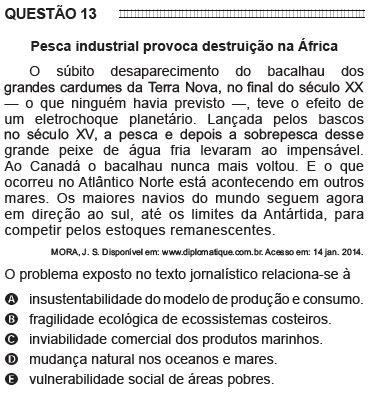 QUESTÃO 13
Pesca industrial provoca destruição na África
O súbito desaparecimento do bacalhau dos
grandes cardumes da Terra Nova, no final do século XX
— o que ninguém havia previsto —, teve o efeito de
um eletrochoque planetário. Lançada pelos bascos
no século XV, a pesca e depois a sobrepesca desse
grande peixe de água fria levaram ao impensável.
Ao Canadá o bacalhau nunca mais voltou. E o que
ocorreu no Atlântico Norte está acontecendo em outros
mares. Os maiores navios do mundo seguem agora
em direção ao sul, até os limites da Antártida, para
competir pelos estoques remanescentes.
MORA, J. S. Disponível em: www.diplomatique.com.br. Acesso em: 14 jan. 2014.
O problema exposto no texto jornalístico relaciona-se à
A insustentabilidade do modelo de produção e consumo.
B fragilidade ecológica de ecossistemas costeiros.
C inviabilidade comercial dos produtos marinhos.
D mudança natural nos oceanos e mares.
E vulnerabilidade social de áreas pobres.